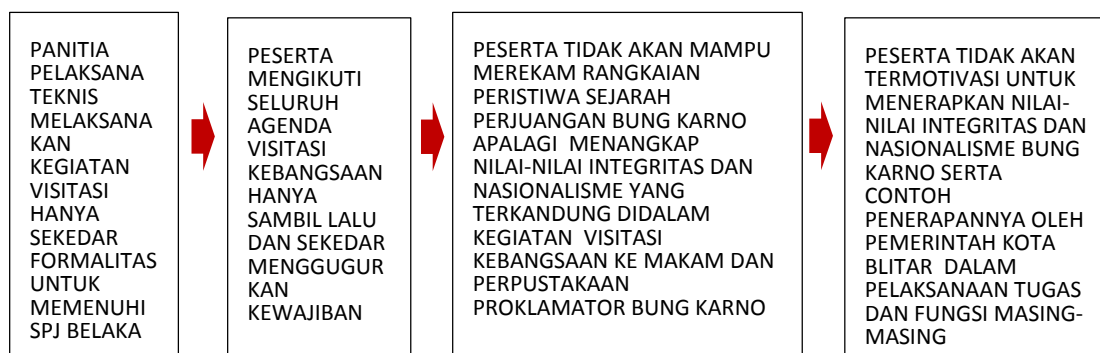 PANITIA
PELAKSANA
TEKNIS
MELAKSANA
KAN
KEGIATAN
VISITASI
HANYA
SEKEDAR
FORMALITAS
UNTUK
MEMENUHI
SPJ BELAKA
PESERTA
MENGIKUTI
SELURUH
AGENDA
VISITASI
KEBANGSAAN
HANYA
SAMBIL LALU
DAN SEKEDAR
MENGGUGUR
KAN
KEWAJIBAN
PESERTA TIDAK AKAN MAMPU
MEREKAM RANGKAIAN
PERISTIWA SEJARAH
PERJUANGAN BUNG KARNO
APALAGI MENANGKAP
NILAI-NILAI INTEGRITAS DAN
NASIONALISME YANG
TERKANDUNG DIDALAM
KEGIATAN VISITASI
KEBANGSAAN KE MAKAM DAN
PERPUSTAKAAN
PROKLAMATOR BUNG KARNO
PESERTA TIDAK AKAN
TERMOTIVASI UNTUK
MENERAPKAN NILAI-
NILAI INTEGRITAS DAN
NASIONALISME BUNG
KARNO SERTA
CONTOH
PENERAPANNYA OLEH
PEMERINTAH KOTA
BLITAR DALAM
PELAKSANAAN TUGAS
DAN FUNGSI MASING-
MASING